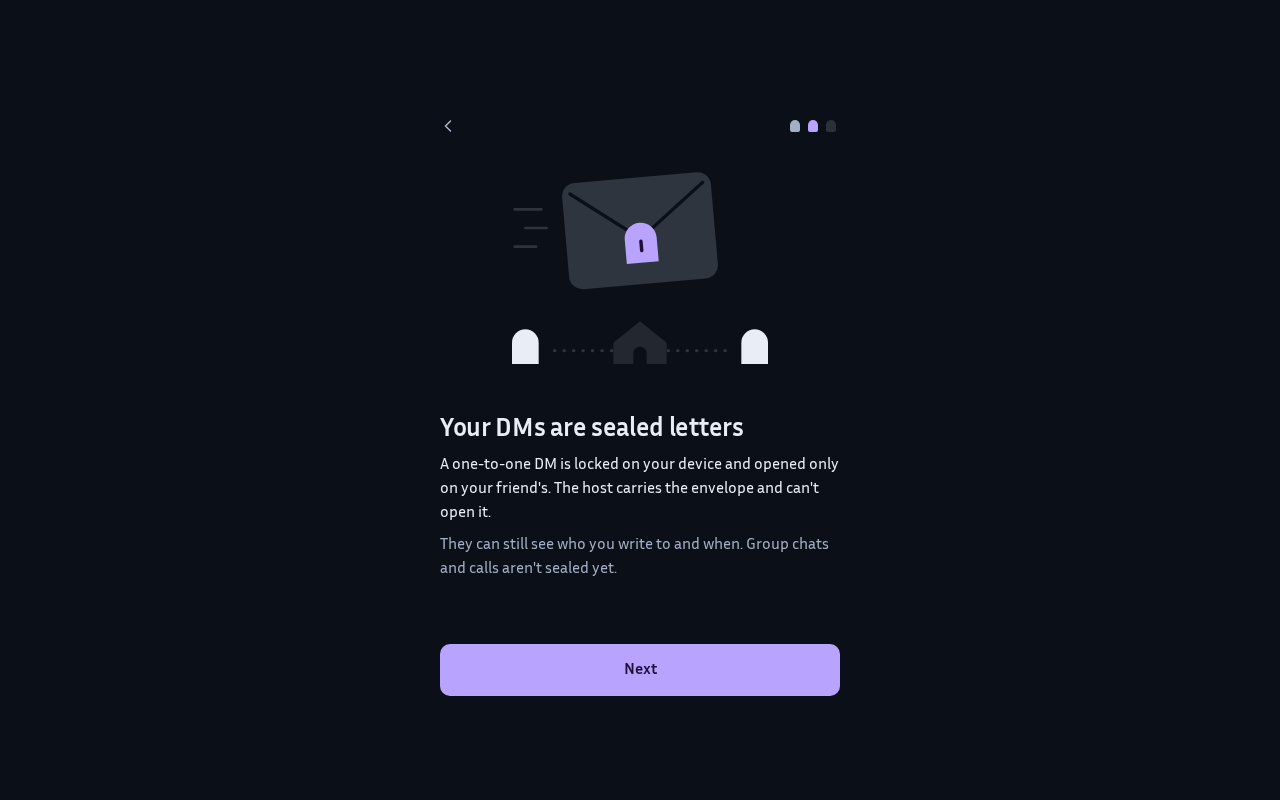 Your DMs are sealed letters
A one-to-one DM is locked on your device and opened only
on your friend's. The host carries the envelope and can't
open it.
They can still see who you write to and when. Group chats
and calls aren't sealed yet.
Next